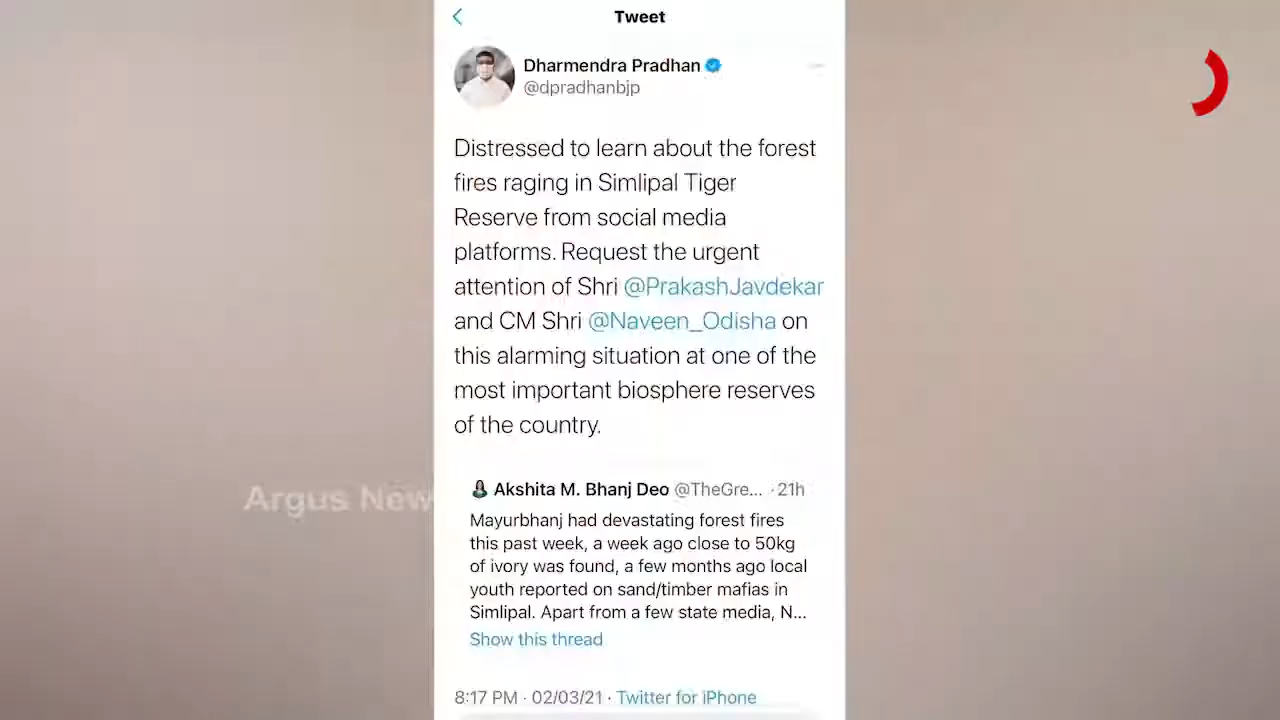 Tweet
Dharmendra Pradhan
@dpradhanbjp
Distressed to learn about the forest
fires raging in Simlipal Tiger
Reserve from social media
platforms. Request the urgent
attention of Shri @PrakashJavdekar
and CM Shri @Naveen_Odisha on
this alarming situation at one of the
most important biosphere reserves
of the country.
Akshita M. Bhanj Deo @TheGre... · 21h
Mayurbhanj had devastating forest fires
this past week, a week ago close to 50kg
of ivory was found, a few months ago local
youth reported on sand/timber mafias in
Simlipal. Apart from a few state media, N...
Show this thread
8:17 PM · 02/03/21 · Twitter for iPhone
Argus New